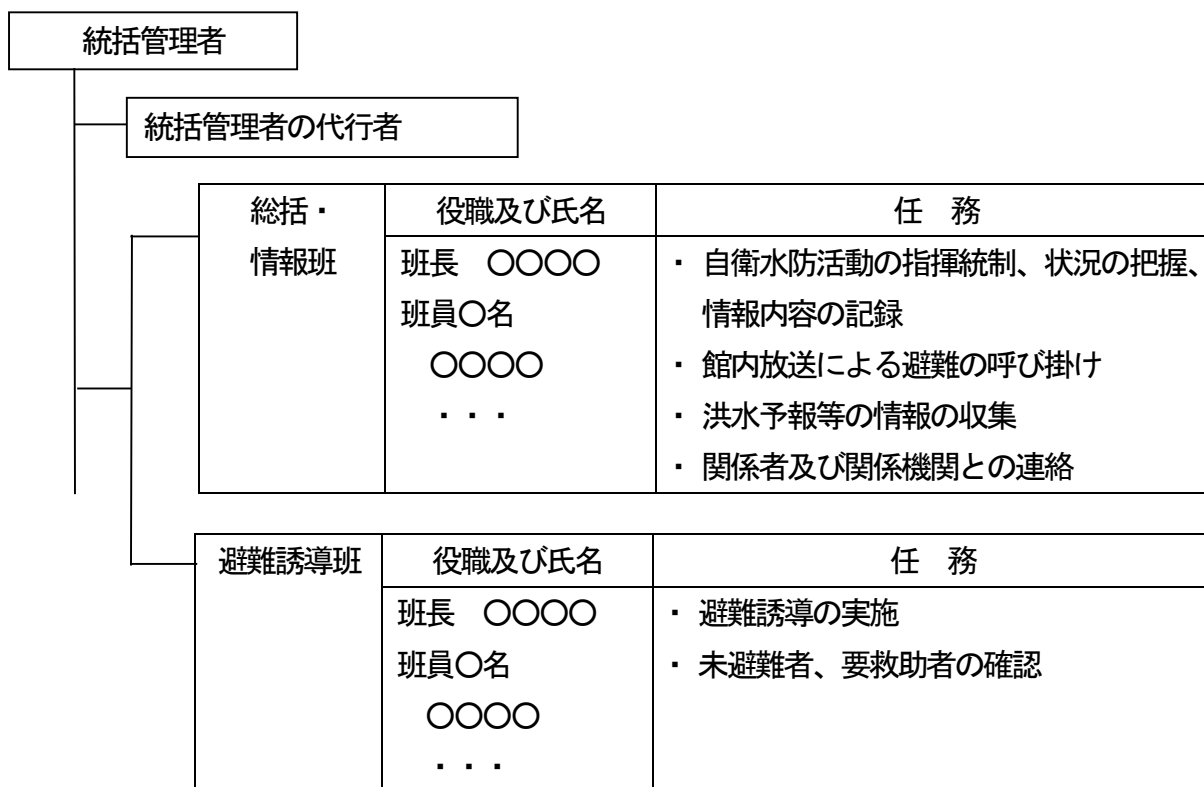 統括管理者
統括管理者の代行者
総括・
情報班
役職及び氏名
任 務
班長 〇〇〇〇
班員〇名
〇〇〇〇
・・・
・ 自衛水防活動の指揮統制、状況の把握、
情報内容の記録
・ 館内放送による避難の呼び掛け
・ 洪水予報等の情報の収集
・ 関係者及び関係機関との連絡
避難誘導班
役職及び氏名
任 務
班長 〇〇〇〇
班員〇名
〇〇〇〇
・・・
・ 避難誘導の実施
・ 未避難者、要救助者の確認